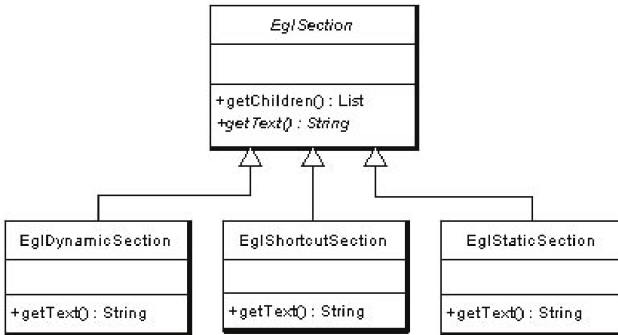 EglSection
+getChildren() : List
+getText() : String
EglDynamicSection
+getText() : String
EglShortcutSection
+getText() : String
EglStaticSection
+getText() : String